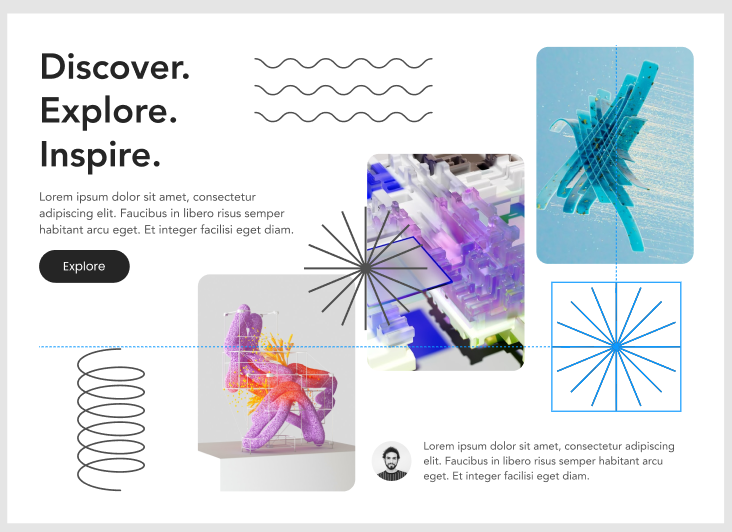 Discover.
Explore.
Inspire.
Lorem ipsum dolor sit amet, consectetur
adipiscing elit. Faucibus in libero risus semper
habitant arcu eget. Et integer facilisi eget diam.
Explore
Lorem ipsum dolor sit amet, consectetur adipiscing
elit. Faucibus in libero risus semper habitant arcu
eget. Et integer facilisi eget diam.